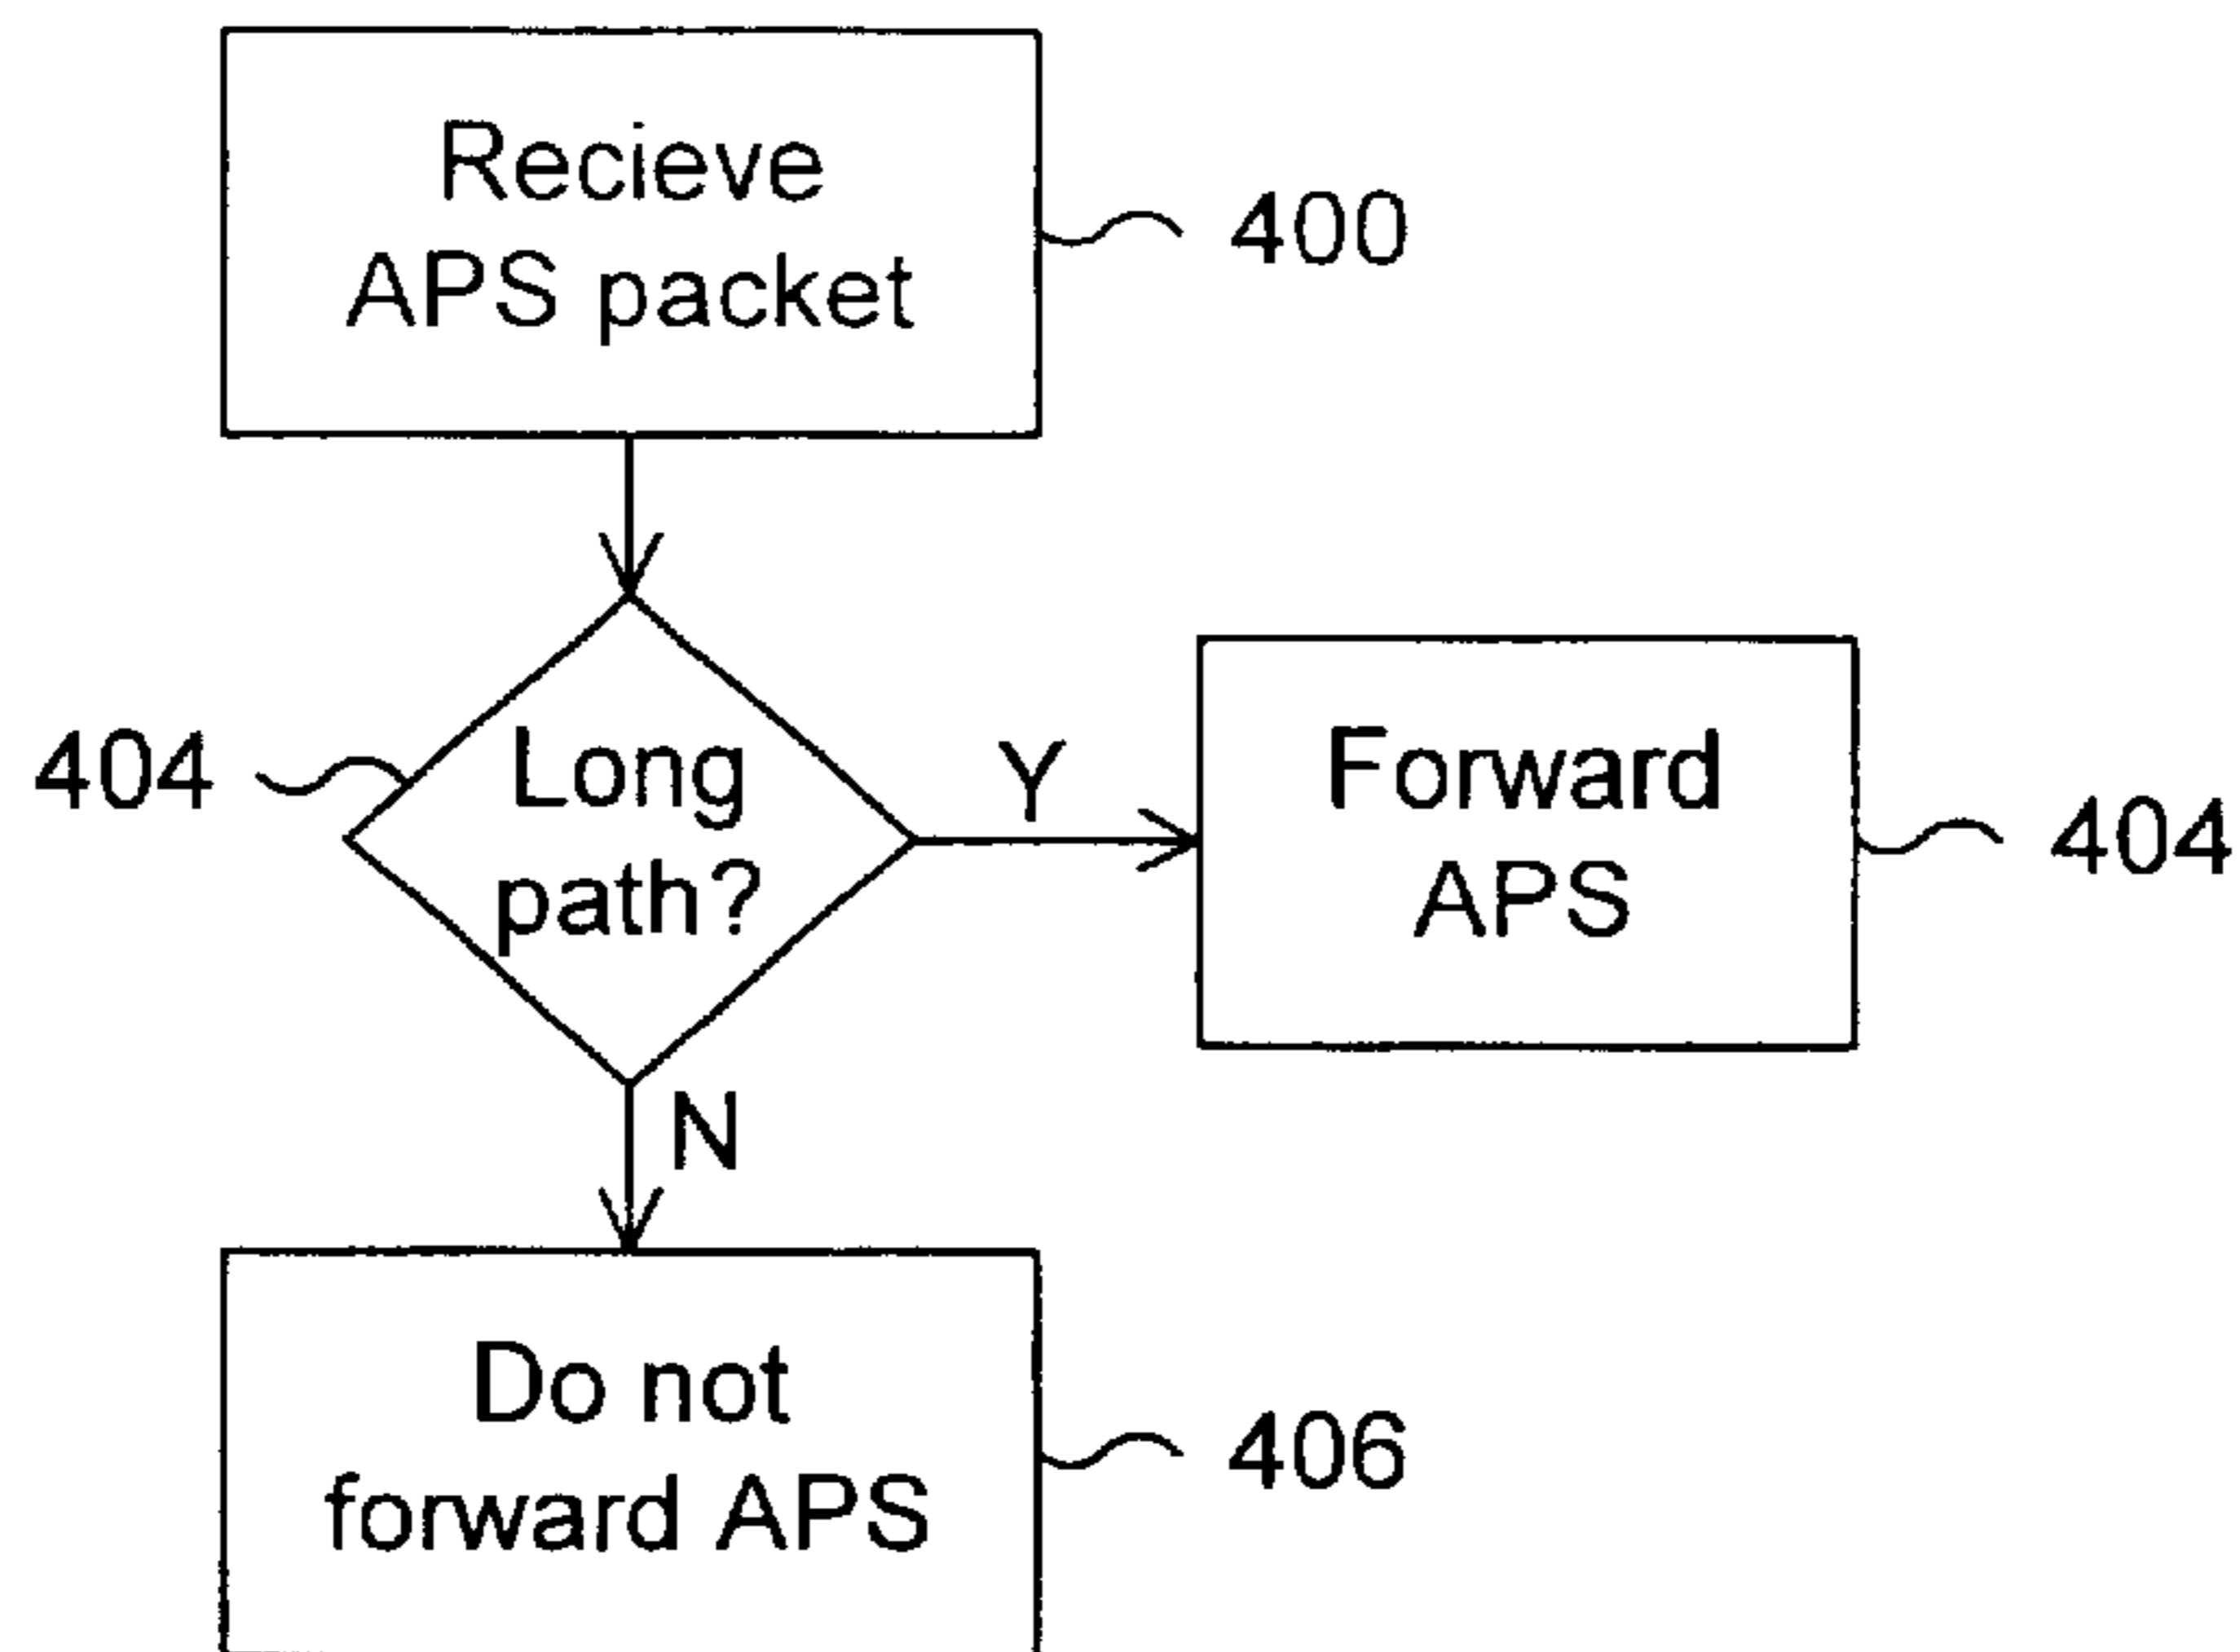 Recieve
APS packet
400
404
Long
path?
Y
Forward
APS
404
N
Do not
forward APS
406